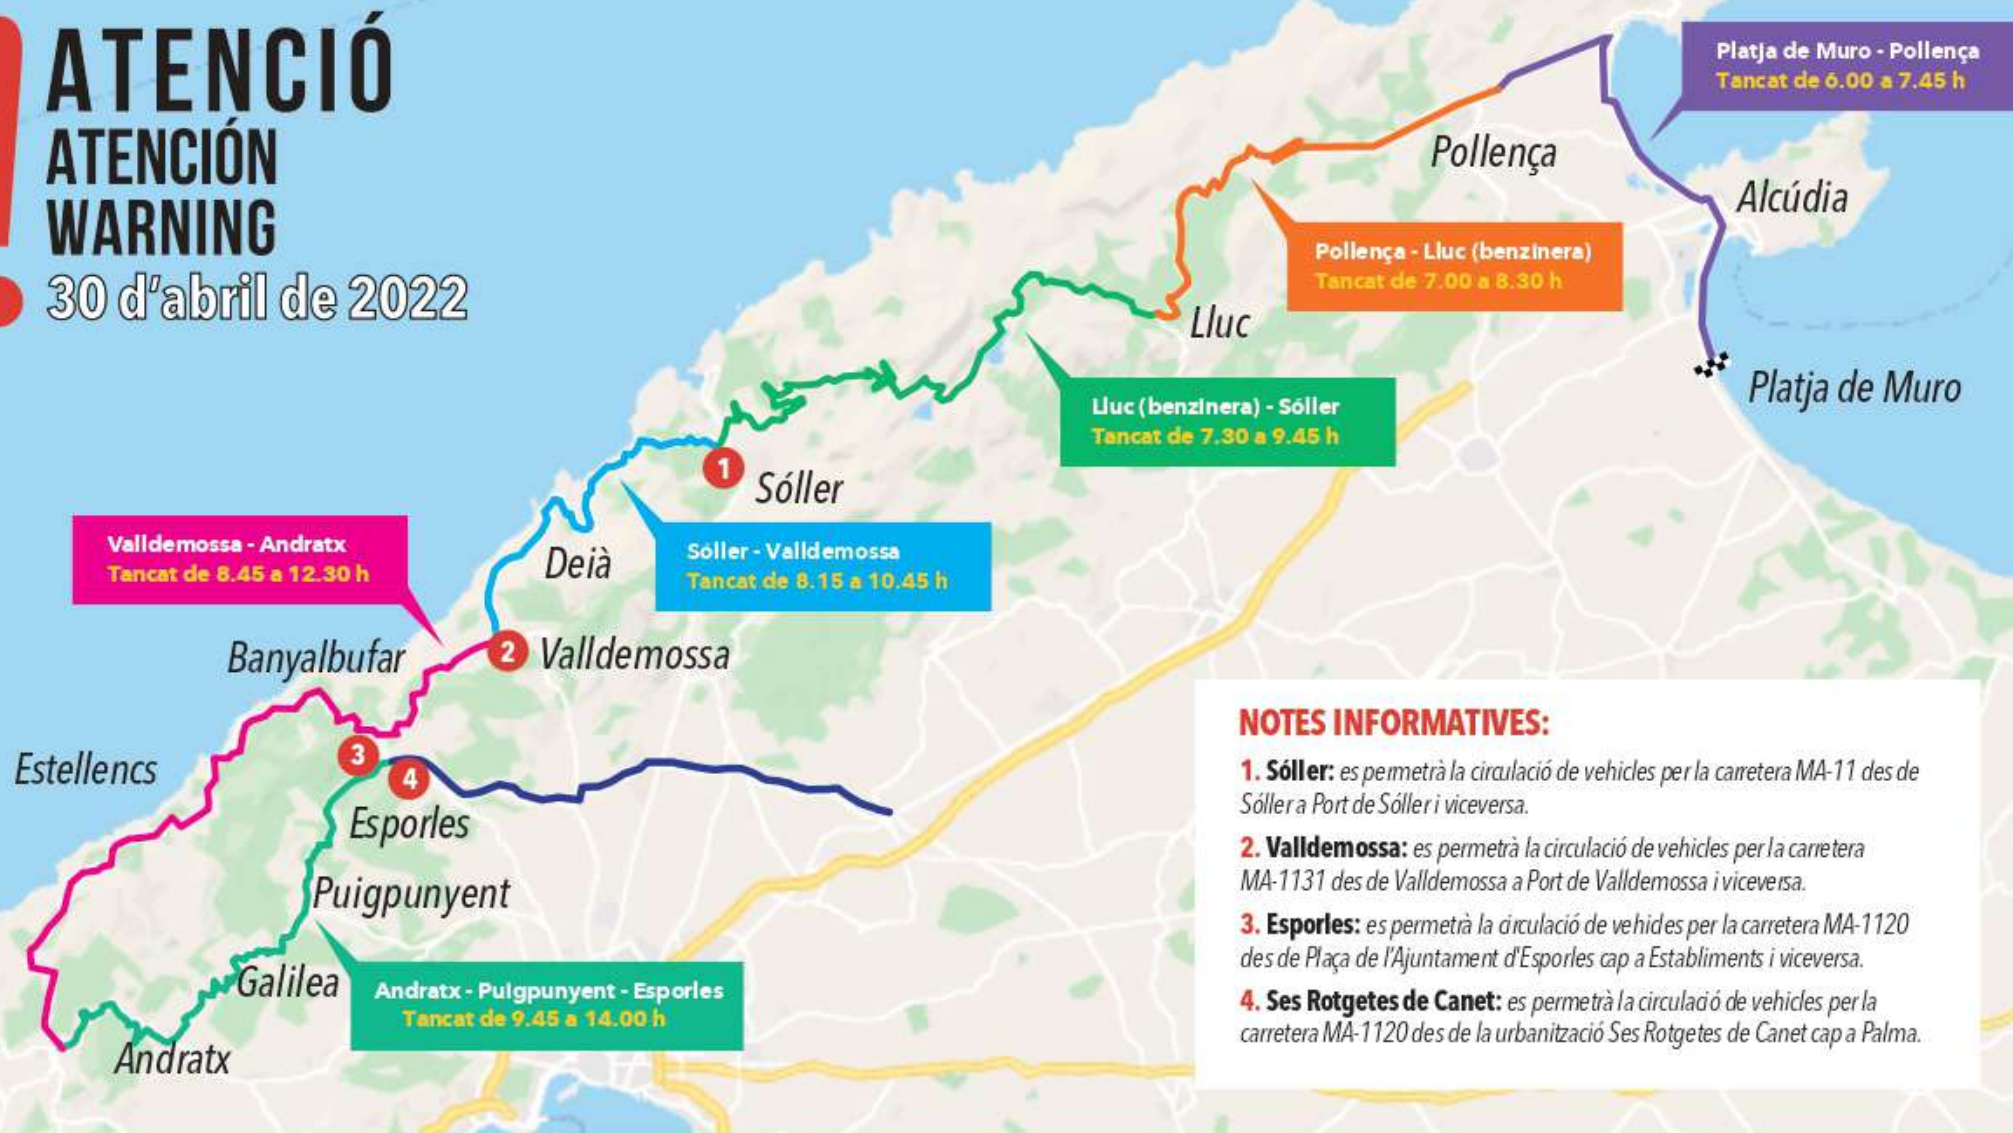 ATENCIÓ
ATENCIÓN
WARNING
30 d'abril de 2022
Platja de Muro - Pollença
Tancat de 6.00 a 7.45 h
Pollença
Alcúdia
Pollença - Lluc (benzinera)
Tancat de 7.00 a 8.30 h
Lluc
Platja de Muro
Lluc (benzinera) - Sóller
Tancat de 7.30 a 9.45 h
1
Sóller
Valldemossa - Andratx
Tancat de 8.45 a 12.30 h
Deià
Sóller - Valldemossa
Tancat de 8.15 a 10.45 h
Banyalbufar
2
Valldemossa
Estellencs
3
4
Esporles
Puigpunyent
Galilea
Andratx - Puigpunyent - Esporles
Tancat de 9.45 a 14.00 h
Andratx
NOTES INFORMATIVES:
1. Sóller: es permetrà la circulació de vehicles per la carretera MA-11 des de
Sóller a Port de Sóller i viceversa.
2. Valldemossa: es permetrà la circulació de vehicles per la carretera
MA-1131 des de Valldemossa a Port de Valldemossa i viceversa.
3. Esporles: es permetrà la circulació de vehicles per la carretera MA-1120
des de Plaça de l'Ajuntament d'Esporles cap a Establiments i viceversa.
4. Ses Rotgetes de Canet: es permetrà la circulació de vehicles per la
carretera MA-1120 des de la urbanització Ses Rotgetes de Canet cap a Palma.